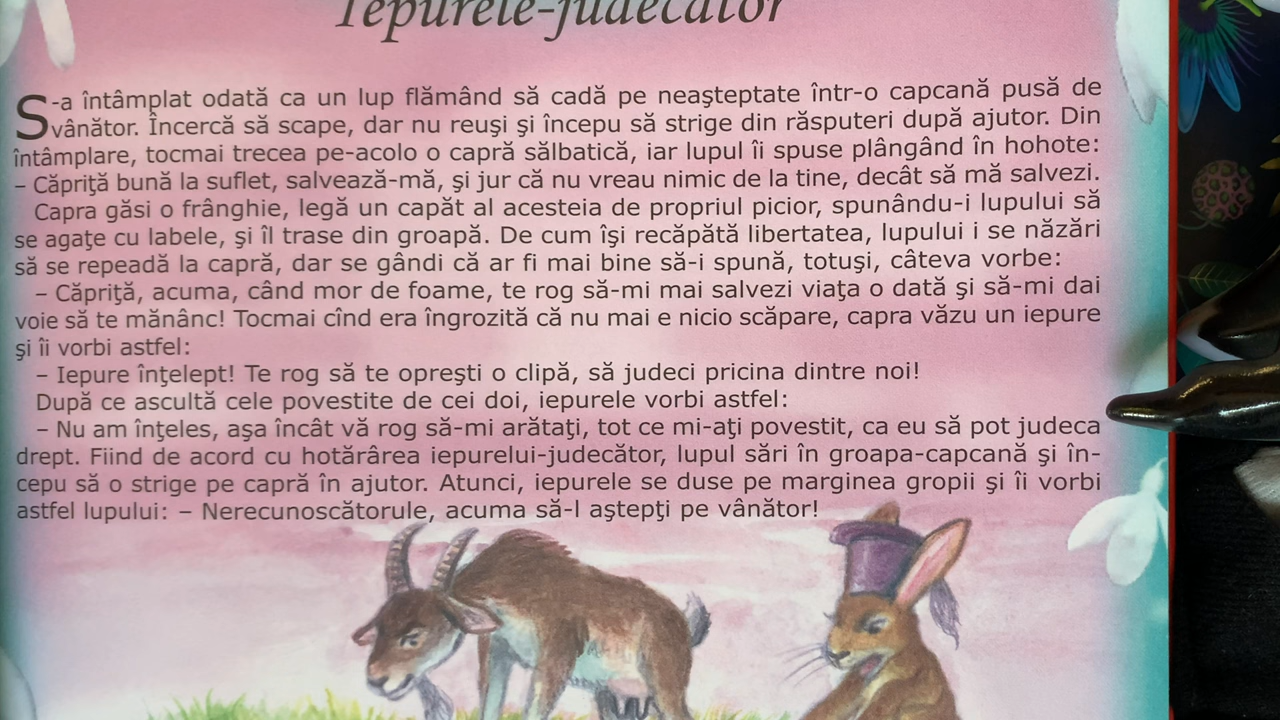 Iepurele-judecător
S-a întâmplat odată ca un lup flămând să cadă pe neaşteptate într-o capcană pusă de
vânător. Încercă să scape, dar nu reuşi şi începu să strige din răsputeri după ajutor. Din
întâmplare, tocmai trecea pe-acolo o capră sălbatică, iar lupul îi spuse plângând în hohote:
– Căpriţă bună la suflet, salvează-mă, şi jur că nu vreau nimic de la tine, decât să mă salvezi.
Capra găsi o frânghie, legă un capăt al acesteia de propriul picior, spunându-i lupului să
se agaţe cu labele, şi îl trase din groapă. De cum îşi recăpătă libertatea, lupului i se năzări
să se repeadă la capră, dar se gândi că ar fi mai bine să-i spună, totuşi, câteva vorbe:
– Căpriţă, acuma, când mor de foame, te rog să-mi mai salvezi viaţa o dată şi să-mi dai
voie să te mănânc! Tocmai cînd era îngrozită că nu mai e nicio scăpare, capra văzu un iepure
şi îi vorbi astfel:
– Iepure înţelept! Te rog să te opreşti o clipă, să judeci pricina dintre noi!
După ce ascultă cele povestite de cei doi, iepurele vorbi astfel:
– Nu am înţeles, aşa încât vă rog să-mi arătaţi, tot ce mi-aţi povestit, ca eu să pot judeca
drept. Fiind de acord cu hotărârea iepurelui-judecător, lupul sări în groapa-capcană şi în-
cepu să o strige pe capră în ajutor. Atunci, iepurele se duse pe marginea gropii şi îi vorbi
astfel lupului: – Nerecunoscătorule, acuma să-l aştepţi pe vânător!